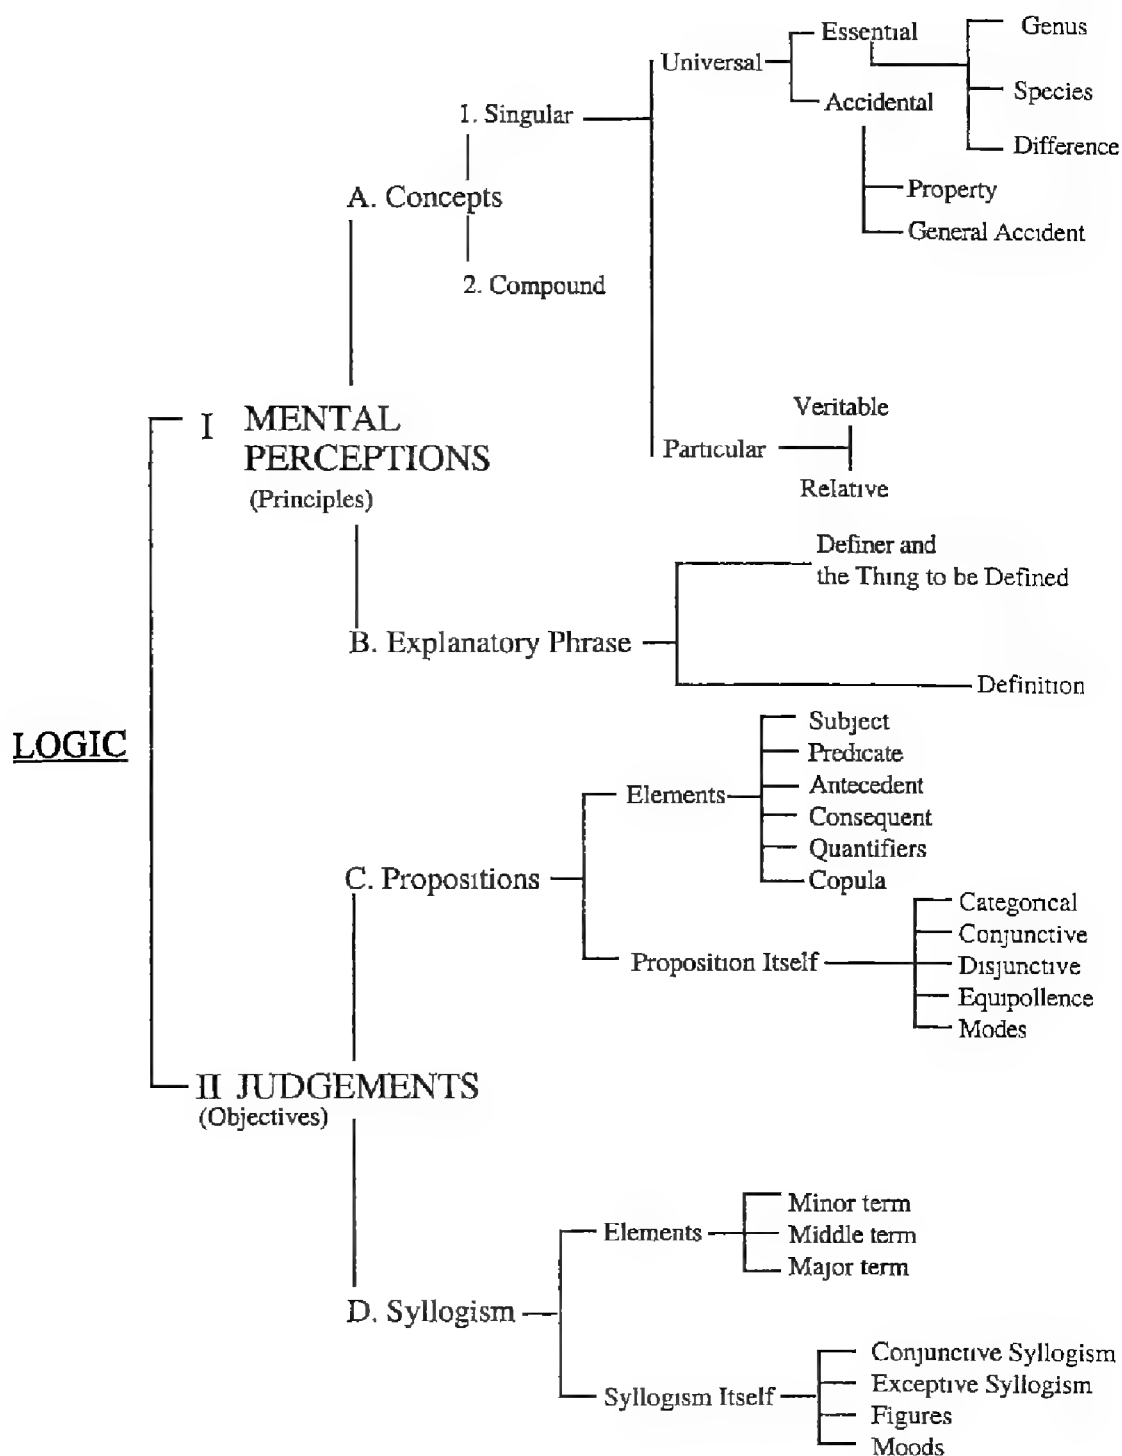 Genus
Essential
Universal
Species
Accidental
1. Singular
Difference
Property
A. Concepts
General Accident
2. Compound
Veritable
I MENTAL
PERCEPTIONS
(Principles)
Particular
Relative
Definer and
the Thing to be Defined
B. Explanatory Phrase
Definition
LOGIC
Subject
Predicate
Antecedent
Elements
Consequent
Quantifiers
C. Propositions
Copula
Categorical
Conjunctive
Proposition Itself
Disjunctive
Equipollence
Modes
II JUDGEMENTS
(Objectives)
Minor term
Elements
Middle term
Major term
D. Syllogism
Conjunctive Syllogism
Exceptive Syllogism
Syllogism Itself
Figures
Moods